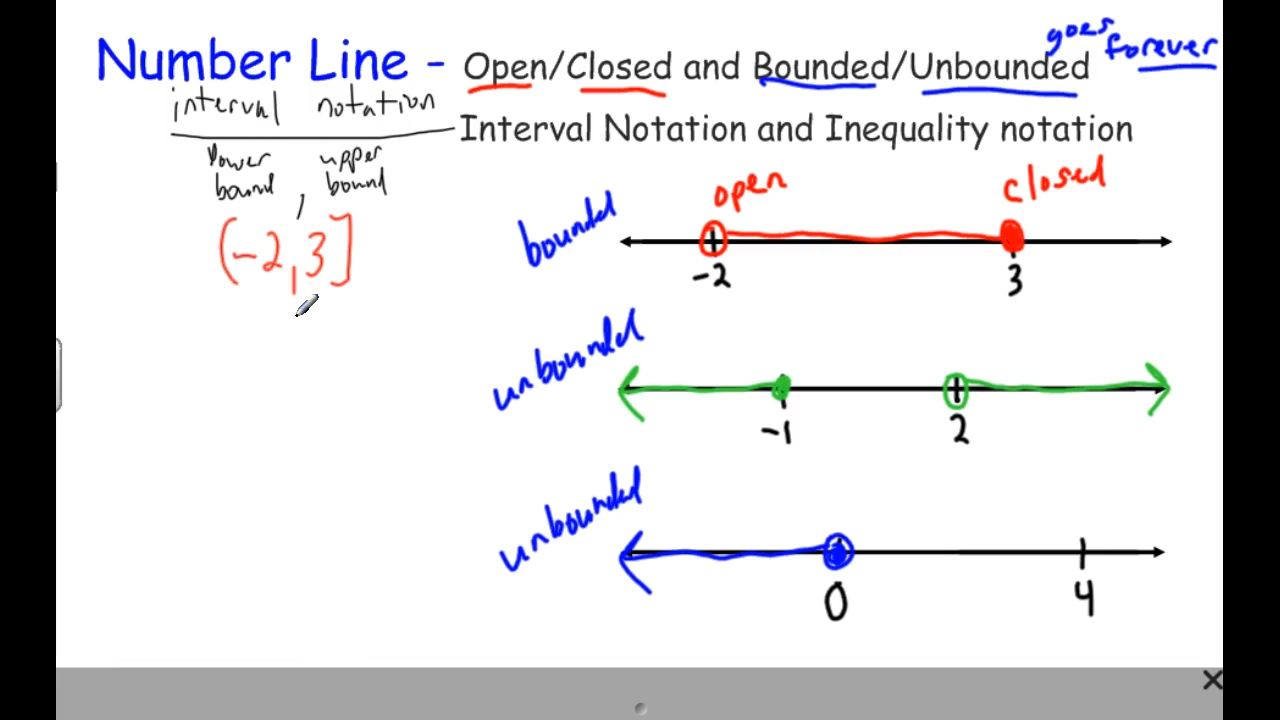 Number Line - Open/Closed and Bounded/Unbounded
goes forever
interval notation
Interval Notation and Inequality notation
lower bound , upper bound
(-2, 3]
bounded
open
closed
-2
3
unbounded
-1
2
unbounded
0
4